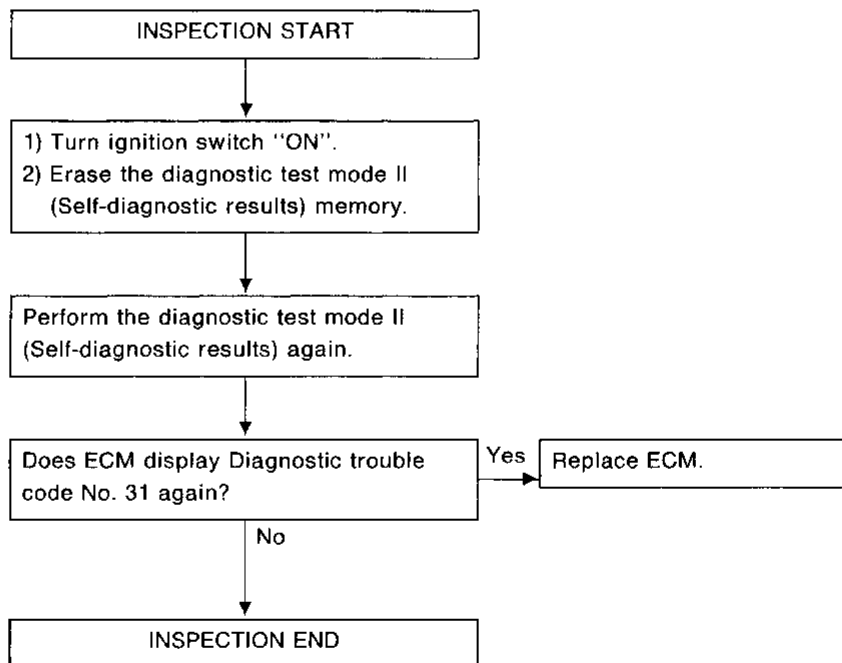 INSPECTION START
1) Turn ignition switch "ON".
2) Erase the diagnostic test mode II
(Self-diagnostic results) memory.
Perform the diagnostic test mode II
(Self-diagnostic results) again.
Does ECM display Diagnostic trouble
code No. 31 again?
Yes
Replace ECM.
No
INSPECTION END